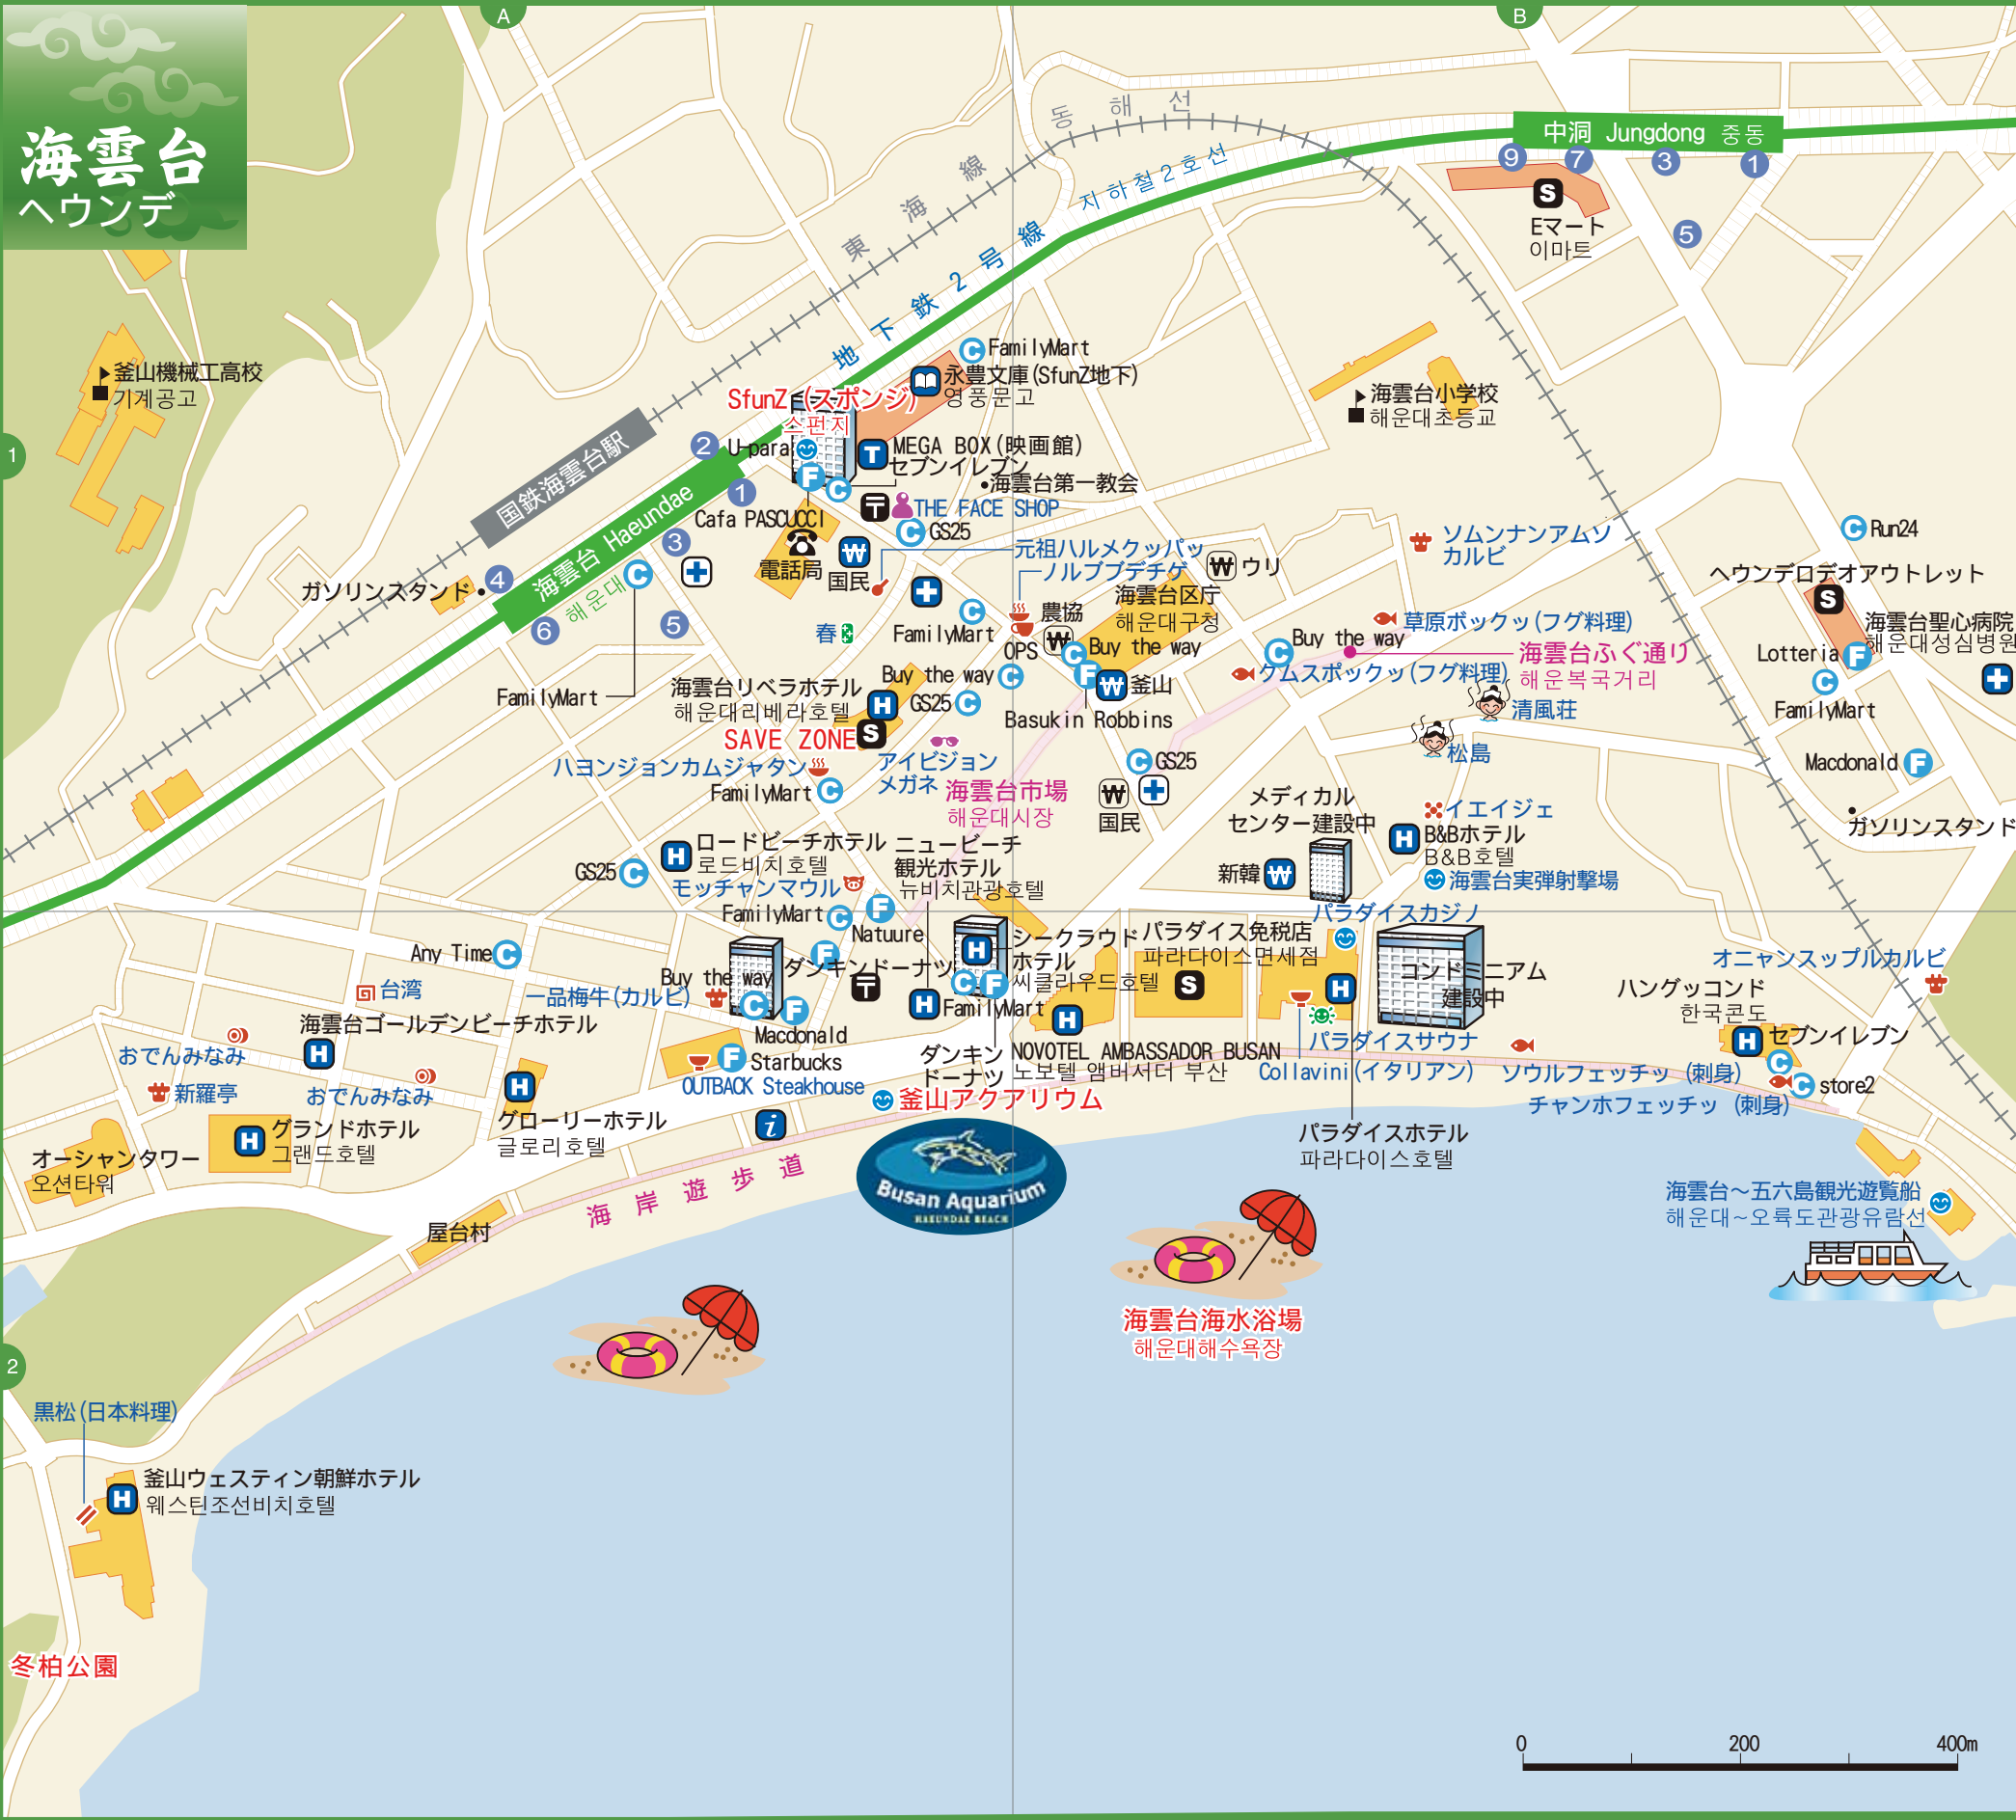 海雲台
ヘウンデ
A
B
1
2
동해선
東海線
지하철2호선
地下鉄2号線
中洞 Jungdong 중동
9
7
3
1
5
S
Eマート
이마트
釜山機械工高校
기계공고
FamilyMart
永豊文庫(SfunZ地下)
영풍문고
SfunZ (スポンジ)
스펀지
U-para
MEGA BOX(映画館)
セブンイレブン
海雲台第一教会
THE FACE SHOP
GS25
Cafa PASCUCCI
電話局
国民
海雲台小学校
해운대초등교
国鉄海雲台駅
海雲台 Haeundae
해운대
2
1
3
4
5
6
ガソリンスタンド
FamilyMart
元祖ハルメクッパッ
ノルブプデチゲ
ウリ
海雲台区庁
해운대구청
農協
春
FamilyMart
OPS
Buy the way
Buy the way
GS25
釜山
Basukin Robbins
ソムンナンアムソ
カルビ
Run24
ヘウンデロデオアウトレット
海雲台聖心病院
해운대성심병원
Lotteria
FamilyMart
Macdonald
ガソリンスタンド
草原ボックッ(フグ料理)
Buy the way
海雲台ふぐ通り
해운복국거리
クムスポックッ(フグ料理)
清風荘
松島
海雲台リベラホテル
해운대리베라호텔
SAVE ZONE
アイビジョン
メガネ
ハヨンジョンカムジャタン
FamilyMart
海雲台市場
해운대시장
GS25
国民
メディカル
センター建設中
新韓
イエイジェ
B&Bホテル
B&B호텔
海雲台実弾射撃場
ロードビーチホテル
로드비치호텔
GS25
モッチャンマウル
FamilyMart
ニュービーチ
観光ホテル
뉴비치관광호텔
Natuure
シークラウド
ホテル
씨클라우드호텔
パラダイス免税店
파라다이스면세점
パラダイスカジノ
コンドミニアム
建設中
Any Time
Buy the way
ダンキンドーナツ
台湾
一品梅牛(カルビ)
海雲台ゴールデンビーチホテル
FamilyMart
Macdonald
Starbucks
OUTBACK Steakhouse
ダンキン
ドーナツ
NOVOTEL AMBASSADOR BUSAN
노보텔 앰버서더 부산
パラダイスサウナ
Collavini(イタリアン)
おでんみなみ
新羅亭
おでんみなみ
グローリーホテル
글로리호텔
グランドホテル
그랜드호텔
オーシャンタワー
오션타워
釜山アクアリウム
Busan Aquarium
HAEUNDAE BEACH
パラダイスホテル
파라다이스호텔
オニャンスップルカルビ
ハングッコンド
한국콘도
セブンイレブン
ソウルフェッチッ (刺身)
store2
チャンホフェッチッ (刺身)
海雲台～五六島観光遊覧船
해운대~오륙도관광유람선
屋台村
海岸遊歩道
海雲台海水浴場
해운대해수욕장
黒松(日本料理)
釜山ウェスティン朝鮮ホテル
웨스틴조선비치호텔
冬柏公園
0
200
400m